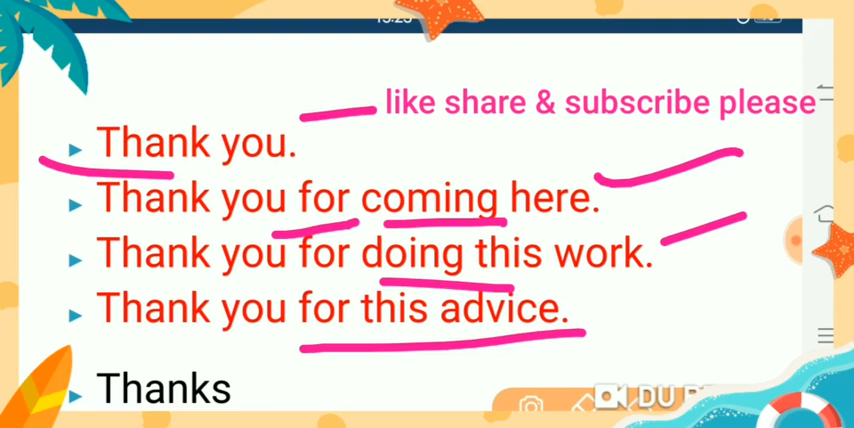 like share & subscribe please
Thank you.
Thank you for coming here.
Thank you for doing this work.
Thank you for this advice.
Thanks
DU